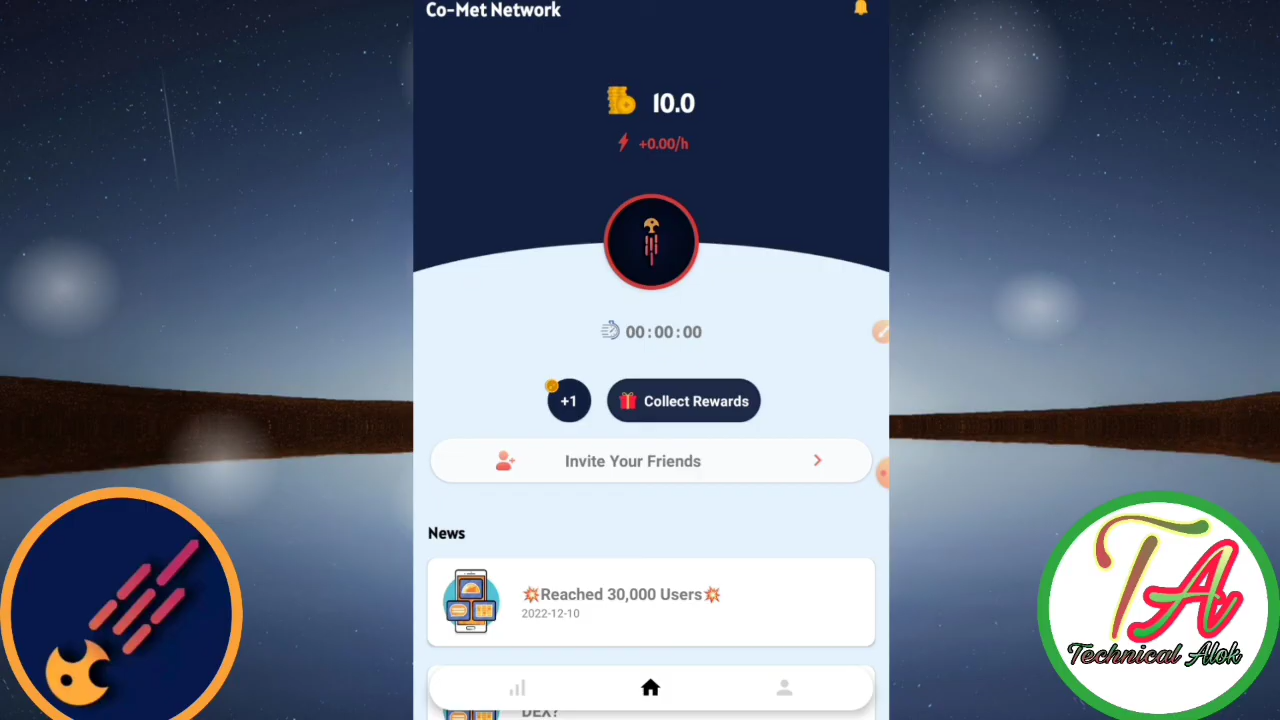 Co-Met Network
10.0
+0.00/h
00:00:00
+1
Collect Rewards
Invite Your Friends
News
💥Reached 30,000 Users💥
2022-12-10
DEX?
TA
Technical Alok